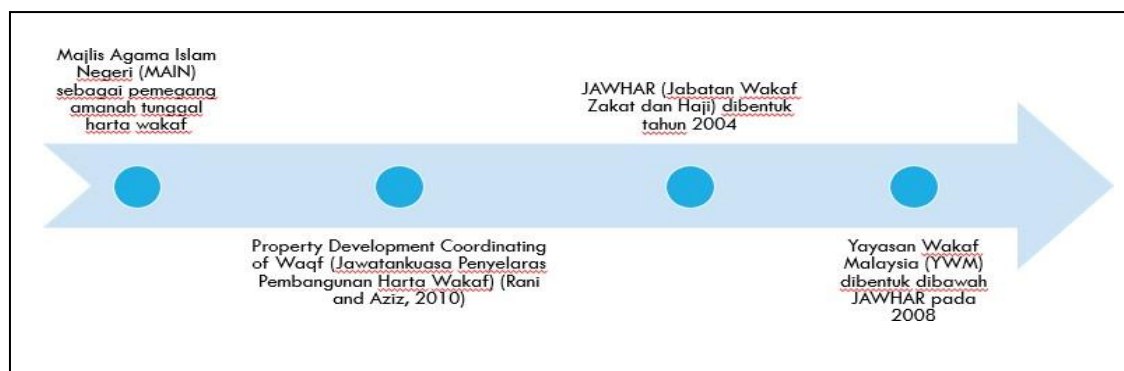 Majlis Agama Islam
Negeri (MAIN)
sebagai pemegang
amanah tunggal
harta wakaf
Property Development Coordinating
of Waqf (Jawatankuasa Penyelaras
Pembangunan Harta Wakaf) (Rani
and Aziz, 2010)
JAWHAR (Jabatan Wakaf
Zakat dan Haji) dibentuk
tahun 2004
Yayasan Wakaf
Malaysia (YWM)
dibentuk dibawah
JAWHAR pada
2008